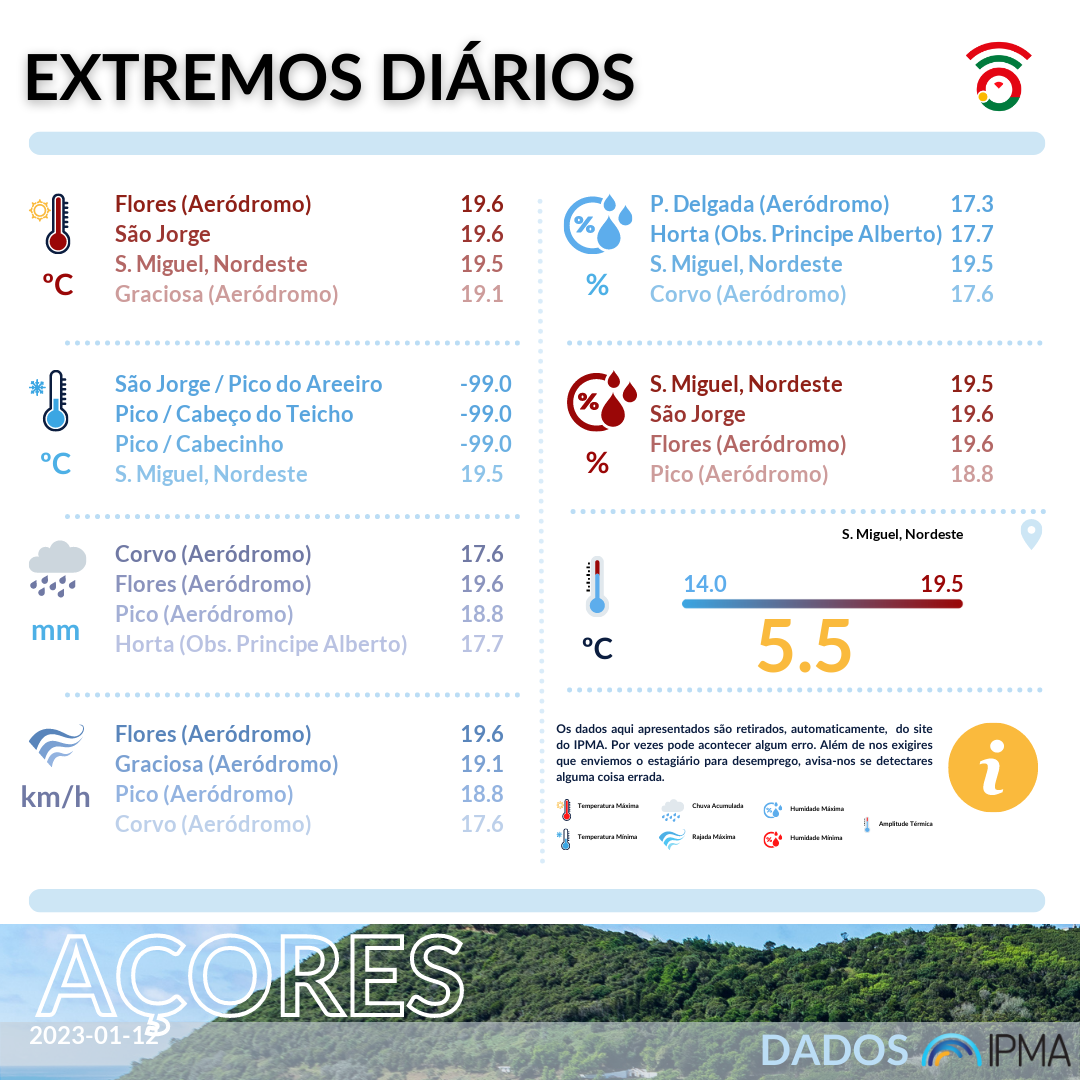 EXTREMOS DIÁRIOS
Flores (Aeródromo) 19.6
São Jorge 19.6
S. Miguel, Nordeste 19.5
Graciosa (Aeródromo) 19.1
ºC
São Jorge / Pico do Areeiro -99.0
Pico / Cabeço do Teicho -99.0
Pico / Cabecinho -99.0
S. Miguel, Nordeste 19.5
ºC
Corvo (Aeródromo) 17.6
Flores (Aeródromo) 19.6
Pico (Aeródromo) 18.8
Horta (Obs. Principe Alberto) 17.7
mm
Flores (Aeródromo) 19.6
Graciosa (Aeródromo) 19.1
Pico (Aeródromo) 18.8
Corvo (Aeródromo) 17.6
km/h
%
P. Delgada (Aeródromo) 17.3
Horta (Obs. Principe Alberto) 17.7
S. Miguel, Nordeste 19.5
Corvo (Aeródromo) 17.6
%
%
S. Miguel, Nordeste 19.5
São Jorge 19.6
Flores (Aeródromo) 19.6
Pico (Aeródromo) 18.8
%
S. Miguel, Nordeste
14.0 19.5
5.5
ºC
Os dados aqui apresentados são retirados, automaticamente, do site
do IPMA. Por vezes pode acontecer algum erro. Além de nos exigires
que enviemos o estagiário para desemprego, avisa-nos se detectares
alguma coisa errada.
i
Temperatura Máxima Chuva Acumulada Humidade Máxima
Amplitude Térmica
Temperatura Mínima Rajada Máxima Humidade Mínima
AÇORES
2023-01-12
DADOS IPMA